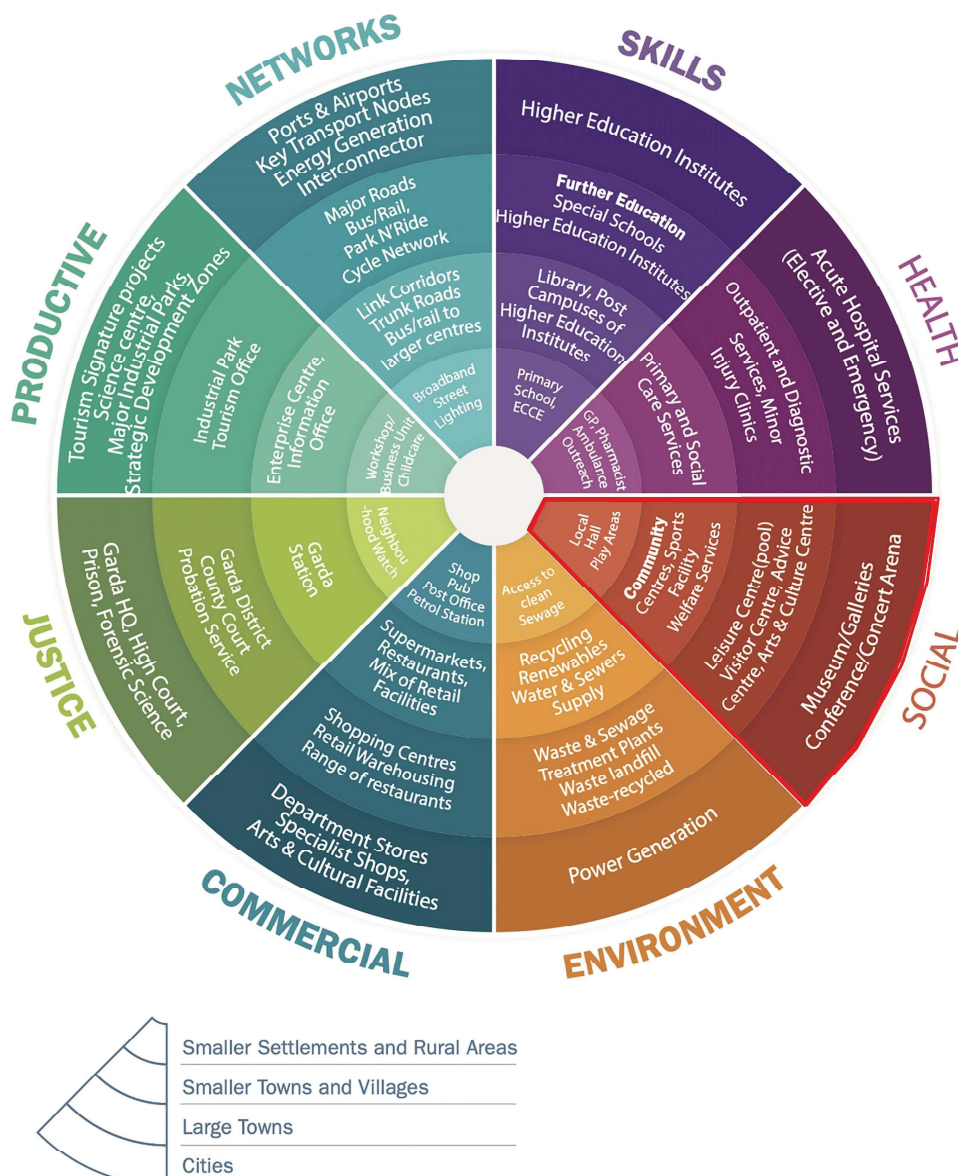 NETWORKS
Ports & Airports
Key Transport Nodes
Energy Generation
Interconnector
Major Roads
Bus/Rail,
Park N'Ride
Cycle Network
Link Corridors
Trunk Roads
Bus/rail to
larger centres
Broadband
Street
Lighting
SKILLS
Higher Education Institutes
Further Education
Special Schools
Higher Education Institutes
Library, Post
Campuses of
Higher Education
Institutes
Primary
School,
ECCE
HEALTH
Acute Hospital Services
(Elective and Emergency)
Outpatient and Diagnostic
Services, Minor
Injury Clinics
Primary and Social
Care Services
GP, Pharmacist
Ambulance
Outreach
SOCIAL
Museum/Galleries
Conference/Concert Arena
Leisure Centre(pool)
Visitor Centre, Advice
Centre, Arts & Culture Centre
Community
Centres, Sports
Facility
Welfare Services
Local
Hall
Play Areas
ENVIRONMENT
Access to
clean
Sewage
Recycling
Renewables
Water & Sewers
Supply
Waste & Sewage
Treatment Plants
Waste landfill
Waste-recycled
Power Generation
COMMERCIAL
Shop
Pub
Post Office
Petrol Station
Supermarkets,
Restaurants,
Mix of Retail
Facilities
Shopping Centres
Retail Warehousing
Range of restaurants
Department Stores
Specialist Shops,
Arts & Cultural Facilities
JUSTICE
Neighbou
-hood Watch
Garda
Station
Garda District
County Court
Probation Service
Garda HQ, High Court,
Prison, Forensic Science
PRODUCTIVE
Tourism Signature projects
Science centre,
Major Industrial Parks,
Strategic Development Zones
Industrial Park
Tourism Office
Enterprise Centre,
Information
Office
Workshop/
Business Unit
Childcare
Smaller Settlements and Rural Areas
Smaller Towns and Villages
Large Towns
Cities